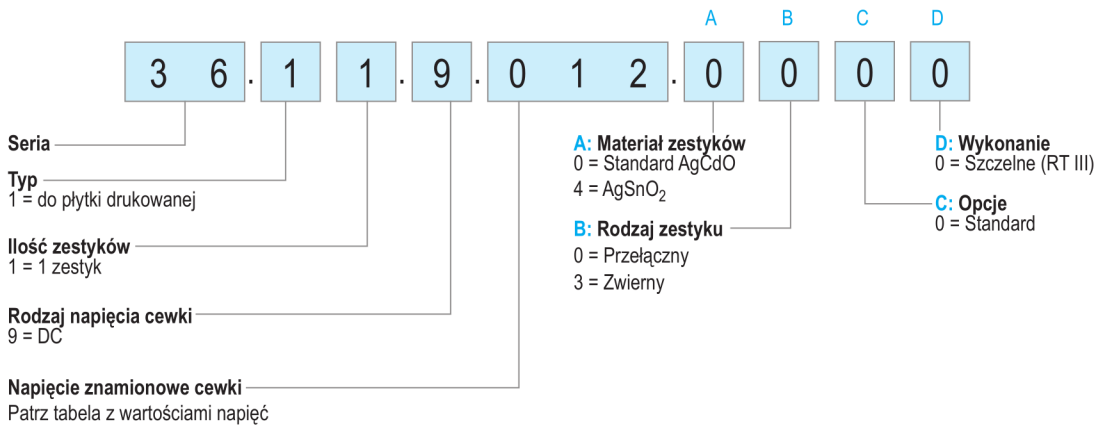 A B C D
3 6 . 1 1 . 9 . 0 1 2 . 0 0 0 0
Seria
Typ
1 = do płytki drukowanej
Ilość zestyków
1 = 1 zestyk
Rodzaj napięcia cewki
9 = DC
Napięcie znamionowe cewki
Patrz tabela z wartościami napięć
A: Materiał zestyków
0 = Standard AgCdO
4 = AgSnO₂
B: Rodzaj zestyku
0 = Przełączny
3 = Zwierny
D: Wykonanie
0 = Szczelne (RT III)
C: Opcje
0 = Standard